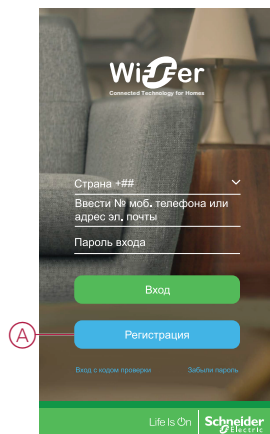 Wiser
Connected Technology for Homes
Страна +##
Ввести № моб. телефона или
адрес эл. почты
Пароль входа
Вход
A
Регистрация
Вход с кодом проверки Забыли пароль
Life Is On Schneider
Electric